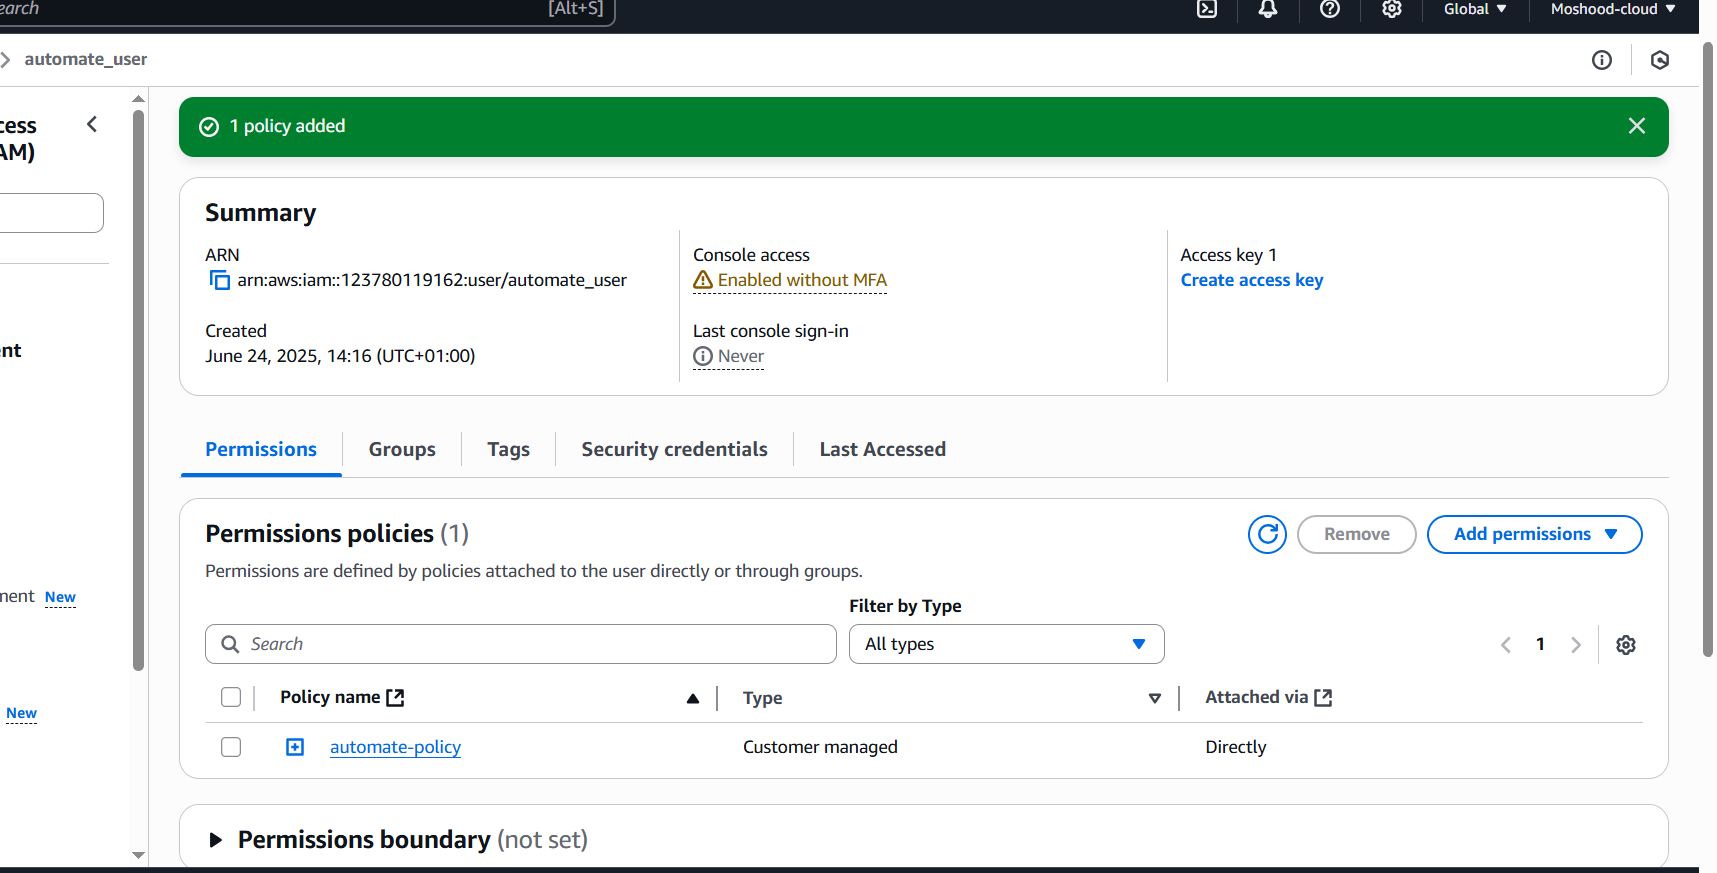 earch [Alt+S] Global Moshood-cloud
automate_user
cess
AM)
1 policy added
Summary
ARN
arn:aws:iam::123780119162:user/automate_user
Console access
Enabled without MFA
Access key 1
Create access key
Created
June 24, 2025, 14:16 (UTC+01:00)
Last console sign-in
Never
nt
Permissions Groups Tags Security credentials Last Accessed
Permissions policies (1)
Remove Add permissions
Permissions are defined by policies attached to the user directly or through groups.
nent New
Filter by Type
Search All types 1
Policy name Type Attached via
New
automate-policy Customer managed Directly
Permissions boundary (not set)